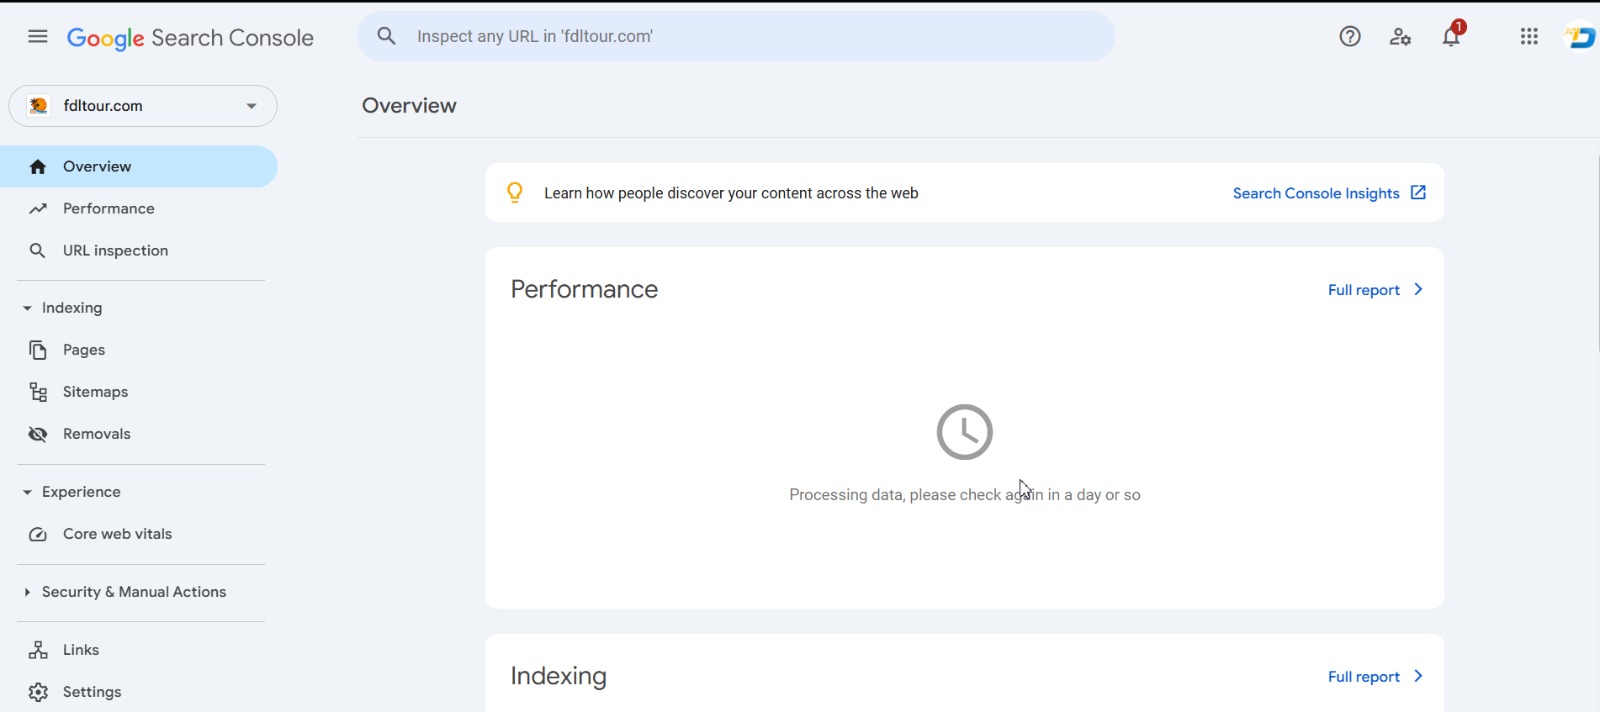 Google Search Console
Inspect any URL in 'fdltour.com'
1
fdltour.com
Overview
Overview
Performance
URL inspection
Indexing
Pages
Sitemaps
Removals
Experience
Core web vitals
Security & Manual Actions
Links
Settings
Learn how people discover your content across the web
Search Console Insights
Performance
Full report
Processing data, please check again in a day or so
Indexing
Full report